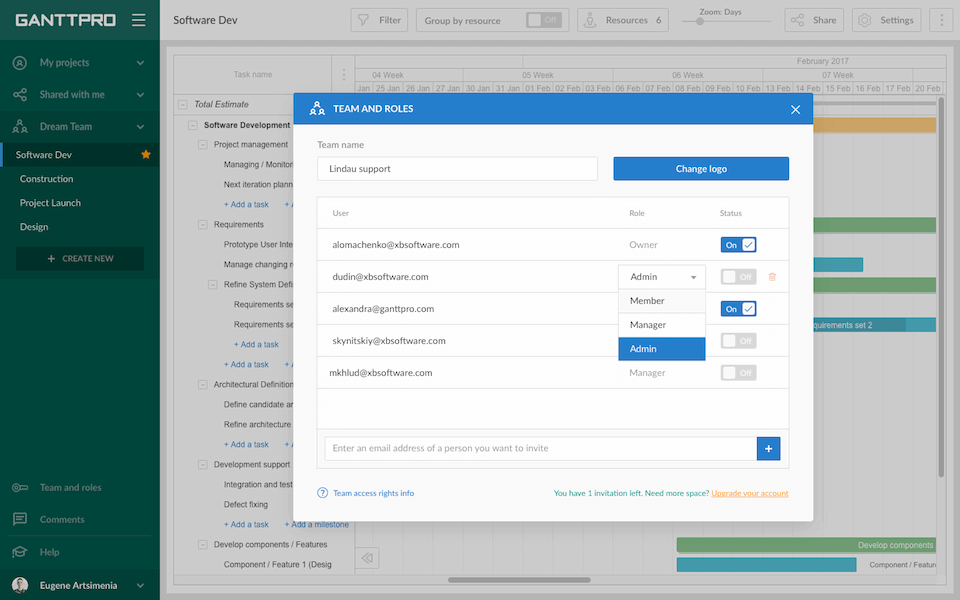 GANTTPRO
My projects
Shared with me
Dream Team
Software Dev
Construction
Project Launch
Design
+ CREATE NEW
Team and roles
Comments
Help
Eugene Artsimenia
Software Dev
Filter
Group by resource Off
Resources 6
Zoom: Days
Share
Settings
Task name
February 2017
04 Week 05 Week 06 Week 07 Week
Jan 25 Jan 26 Jan 27 Jan 30 Jan 31 Jan 01 Feb 02 Feb 03 Feb 06 Feb 07 Feb 08 Feb 09 Feb 10 Feb 13 Feb 14 Feb 15 Feb 16 Feb 17 Feb 20 Feb
Total Estimate
Software Development
Project management
Managing / Monitor
Next iteration plann
+ Add a task +
Requirements
Prototype User Inte
Manage changing r
Refine System Defi
Requirements se
Requirements se
+ Add a task
+ Add a task +
Architectural Definition
Define candidate ar
Refine architecture
+ Add a task +
Development support
Integration and test
Defect fixing
+ Add a task + Add a milestone
Develop components / Features
Component / Feature 1 (Desig
quirements set 2
Develop components
Component / Feature
TEAM AND ROLES
Team name
Lindau support
Change logo
User Role Status
alomachenko@xbsoftware.com Owner On
dudin@xbsoftware.com Admin Off
Member
alexandra@ganttpro.com On
Manager
skynitskiy@xbsoftware.com Off
Admin
mkhlud@xbsoftware.com Manager Off
Enter an email address of a person you want to invite +
? Team access rights info
You have 1 invitation left. Need more space? Upgrade your account